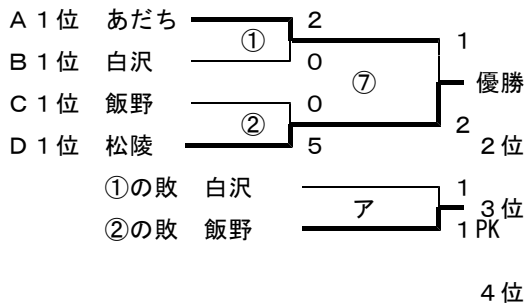 A１位 あだち 2
① 1
B１位 白沢 0
⑦ 優勝
C１位 飯野 0
② 2
D１位 松陵 5 2位
①の敗 白沢 1
ア 3位
②の敗 飯野 1 PK
4位